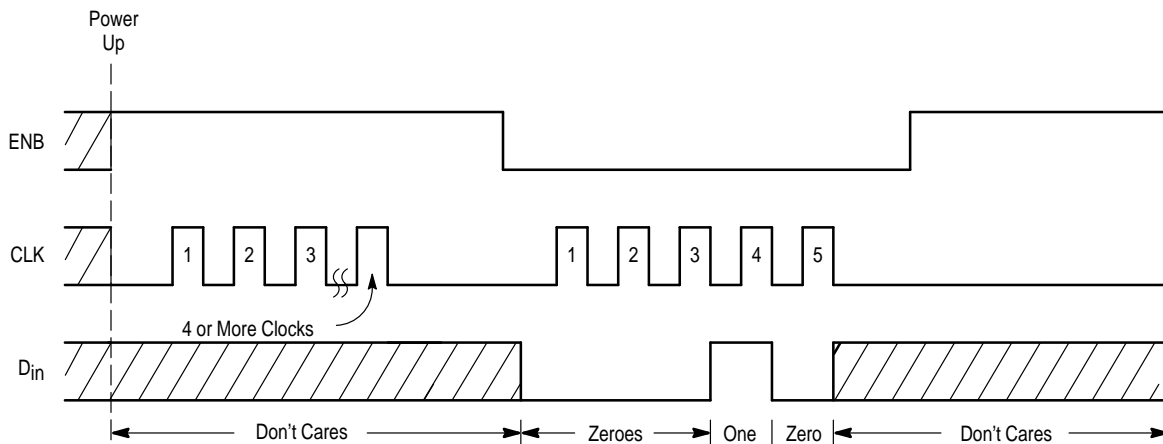 Power
Up
ENB
CLK
1 2 3
1 2 3 4 5
4 or More Clocks
Din
Don't Cares
Zeroes
One
Zero
Don't Cares